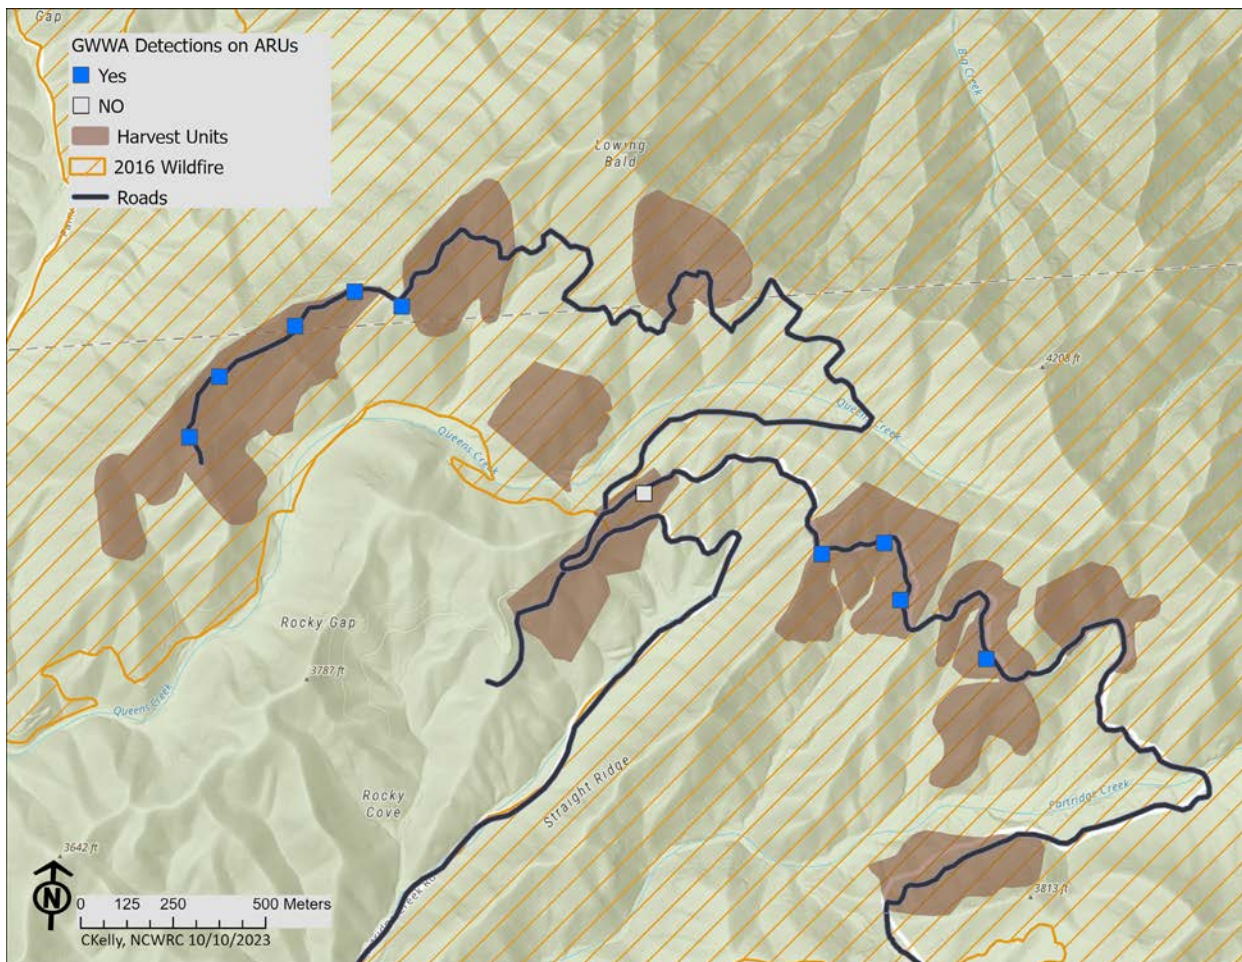 Gap
GWWA Detections on ARUs
Yes
NO
Harvest Units
2016 Wildfire
Roads
Big Creek
Lowing
Bald
4208 ft
Queens Creek
Queens Creek
Rocky Gap
3787 ft
Queens Creek
Rocky
Cove
Straight Ridge
Partridge Creek
3642 ft
3813 ft
N
0 125 250 500 Meters
CKelly, NCWRC 10/10/2023